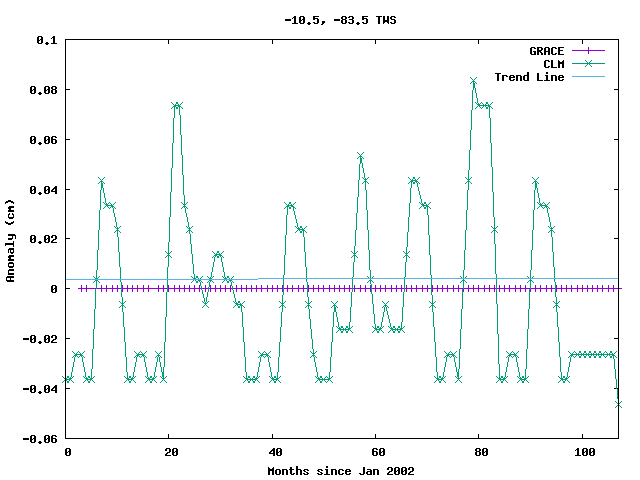 -10.5, -83.5 TWS
0.1
0.08
0.06
0.04
0.02
0
-0.02
-0.04
-0.06
Anomaly (cm)
GRACE
CLM
Trend Line
0 20 40 60 80 100
Months since Jan 2002